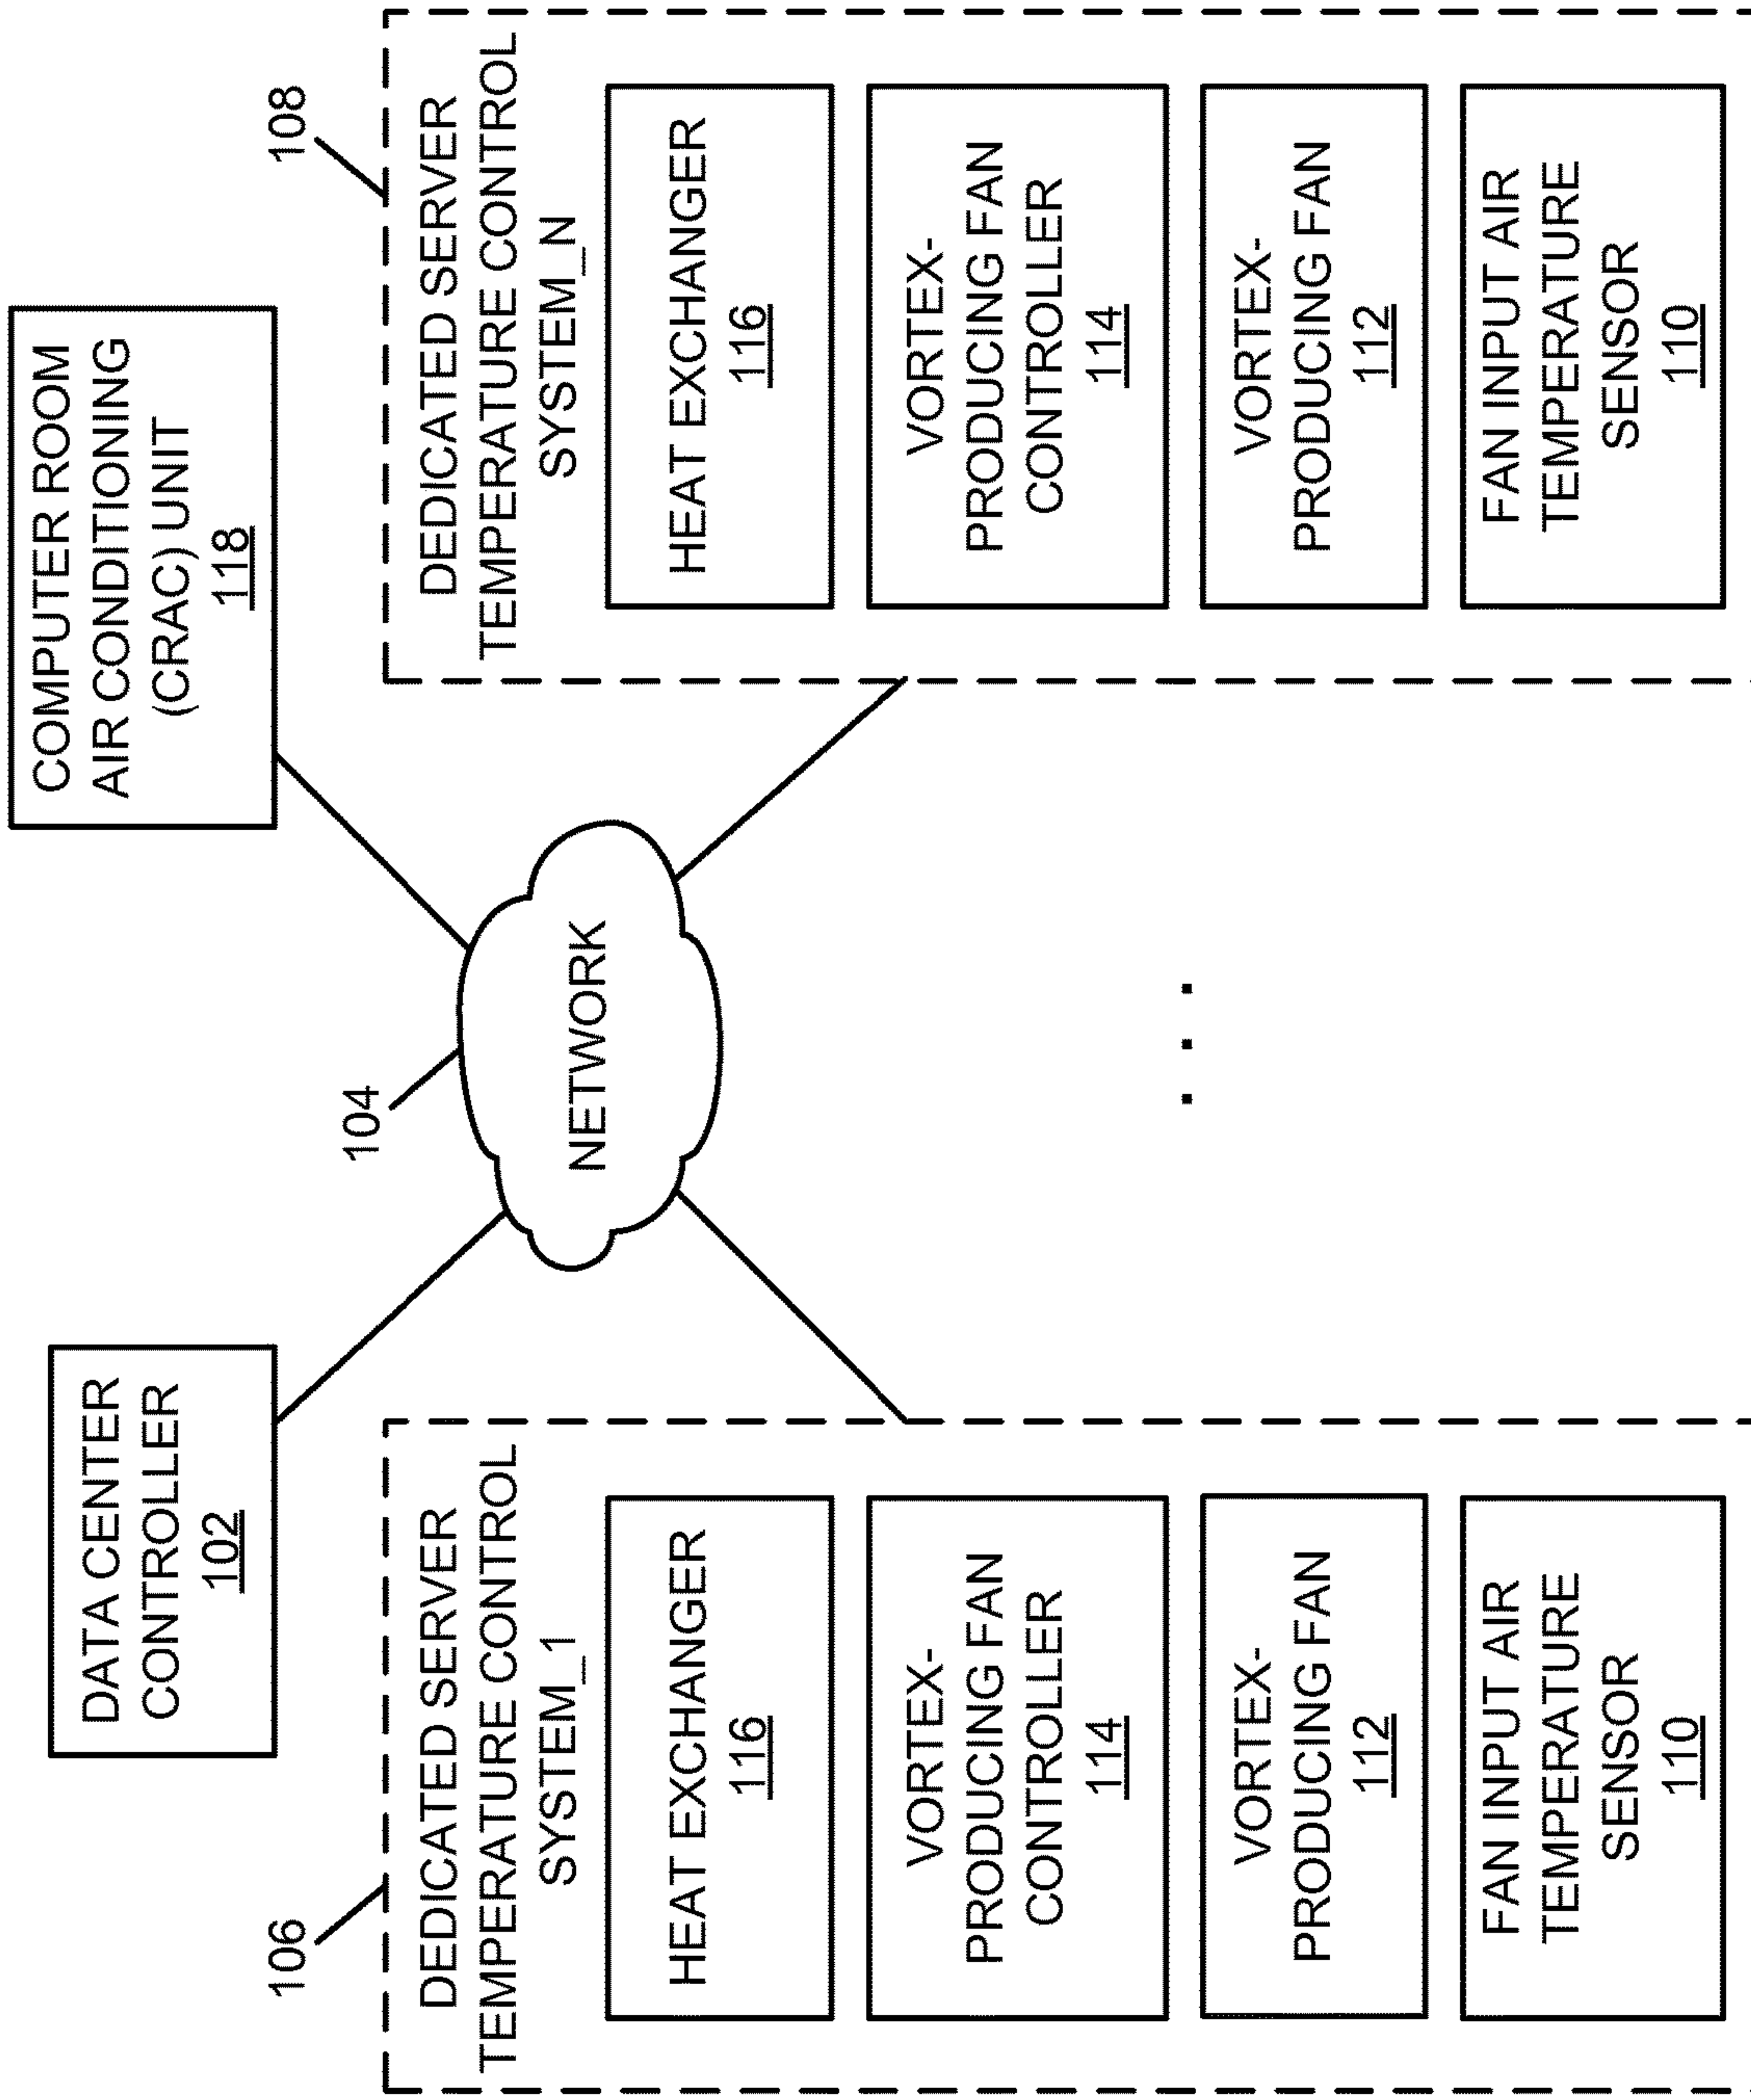 DATA CENTER
CONTROLLER
102
COMPUTER ROOM
AIR CONDITIONING
(CRAC) UNIT
118
104
NETWORK
106
DEDICATED SERVER
TEMPERATURE CONTROL
SYSTEM_1
HEAT EXCHANGER
116
VORTEX-
PRODUCING FAN
CONTROLLER
114
VORTEX-
PRODUCING FAN
112
FAN INPUT AIR
TEMPERATURE
SENSOR
110
. . .
108
DEDICATED SERVER
TEMPERATURE CONTROL
SYSTEM_N
HEAT EXCHANGER
116
VORTEX-
PRODUCING FAN
CONTROLLER
114
VORTEX-
PRODUCING FAN
112
FAN INPUT AIR
TEMPERATURE
SENSOR
110